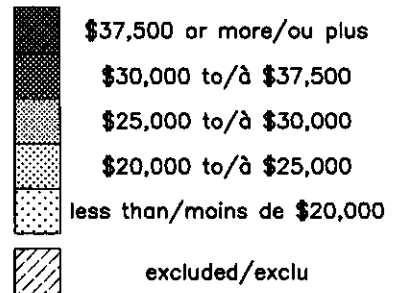 $37,500 or more/ou plus
$30,000 to/à $37,500
$25,000 to/à $30,000
$20,000 to/à $25,000
less than/moins de $20,000
excluded/exclu